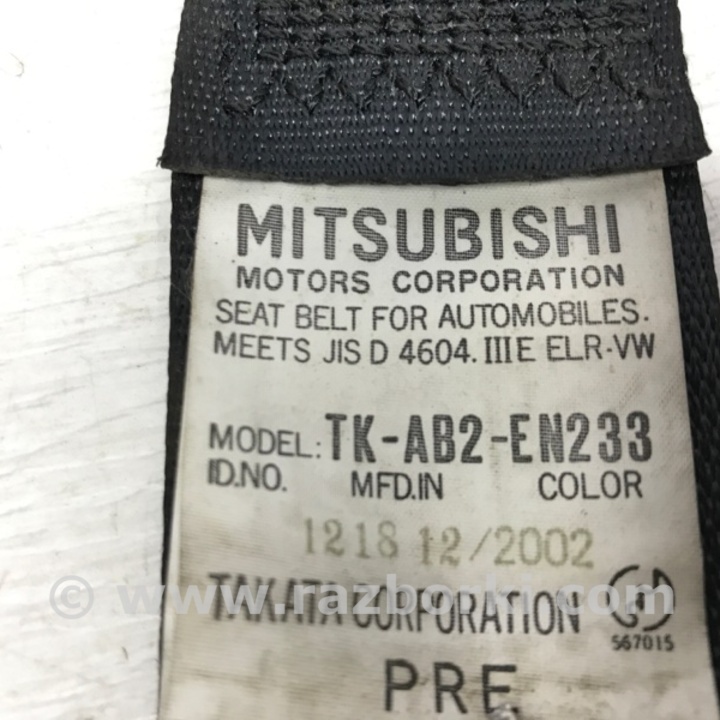 MITSUBISHI
MOTORS CORPORATION
SEAT BELT FOR AUTOMOBILES.
MEETS JIS D 4604. IIIE ELR-VW
MODEL: TK-AB2-EN233
ID.NO. MFD.IN COLOR
1218 12/2002
© www.razborki.com
TAKATA CORPORATION
567015
PRE.